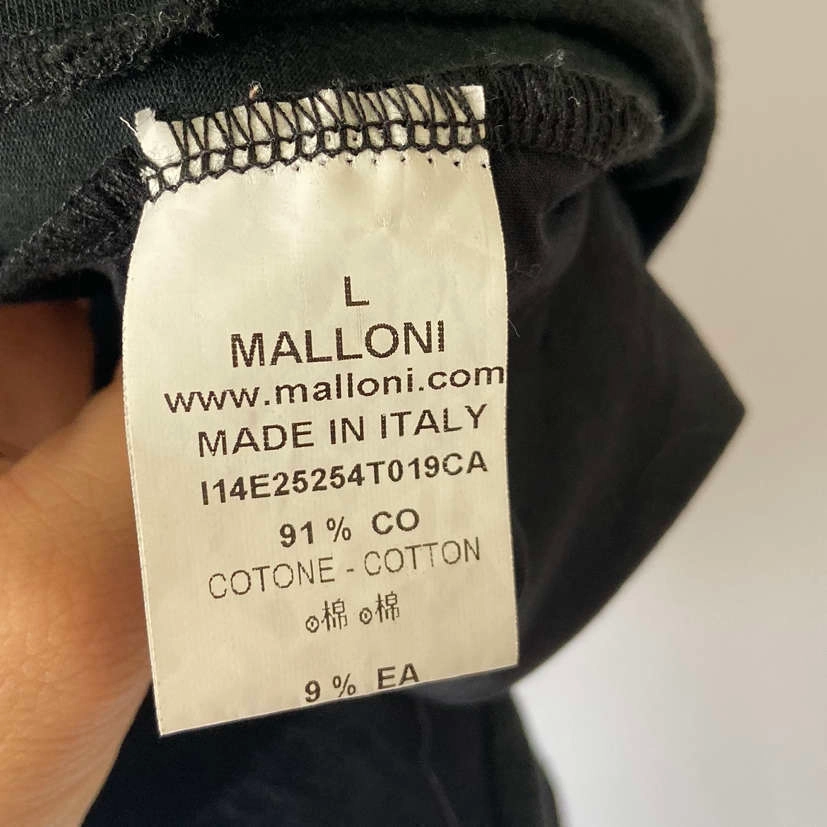 L
MALLONI
www.malloni.com
MADE IN ITALY
I14E25254T019CA
91% CO
COTONE - COTTON
⊙棉 ⊙棉
9% EA